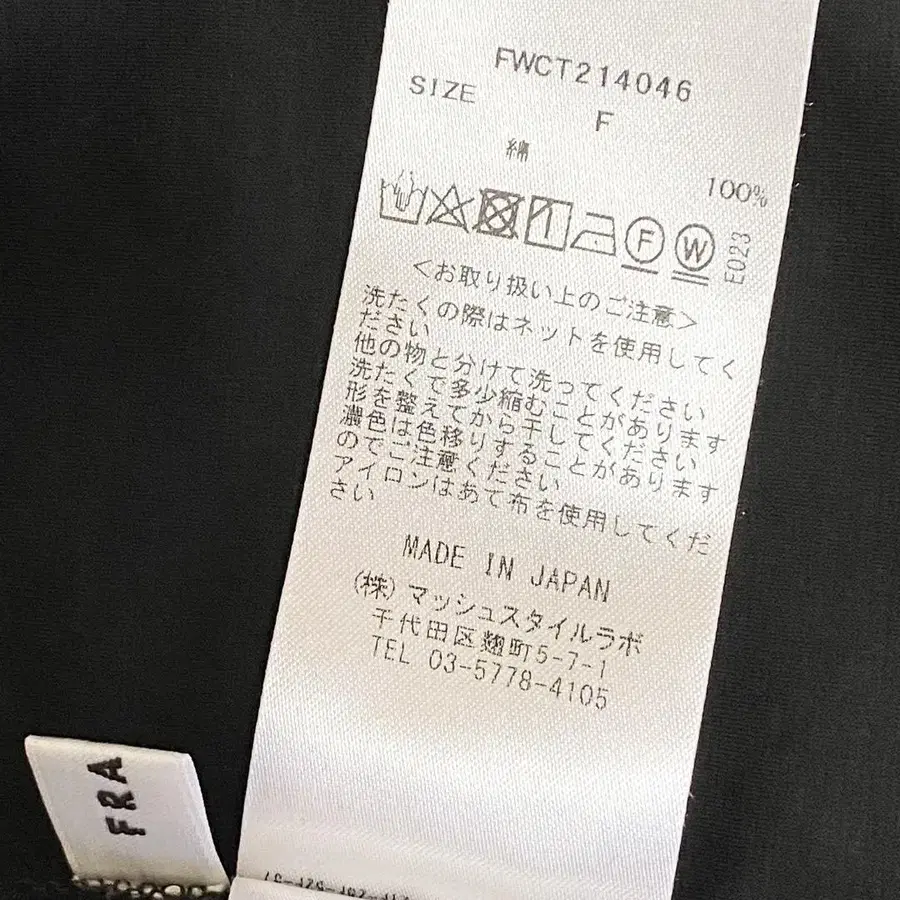 FWCT214046
SIZE F
綿 100%
F W E023
<お取り扱い上のご注意>
洗たくの際はネットを使用してく
ださい
他の物と分けて洗ってください
洗たくで多少縮むことがあります
形を整えてから干してください
濃色は色移りすることがあります
のでご注意ください
アイロンはあて布を使用してくだ
さい
MADE IN JAPAN
(株)マッシュスタイルラボ
千代田区麹町5-7-1
TEL 03-5778-4105
FRA